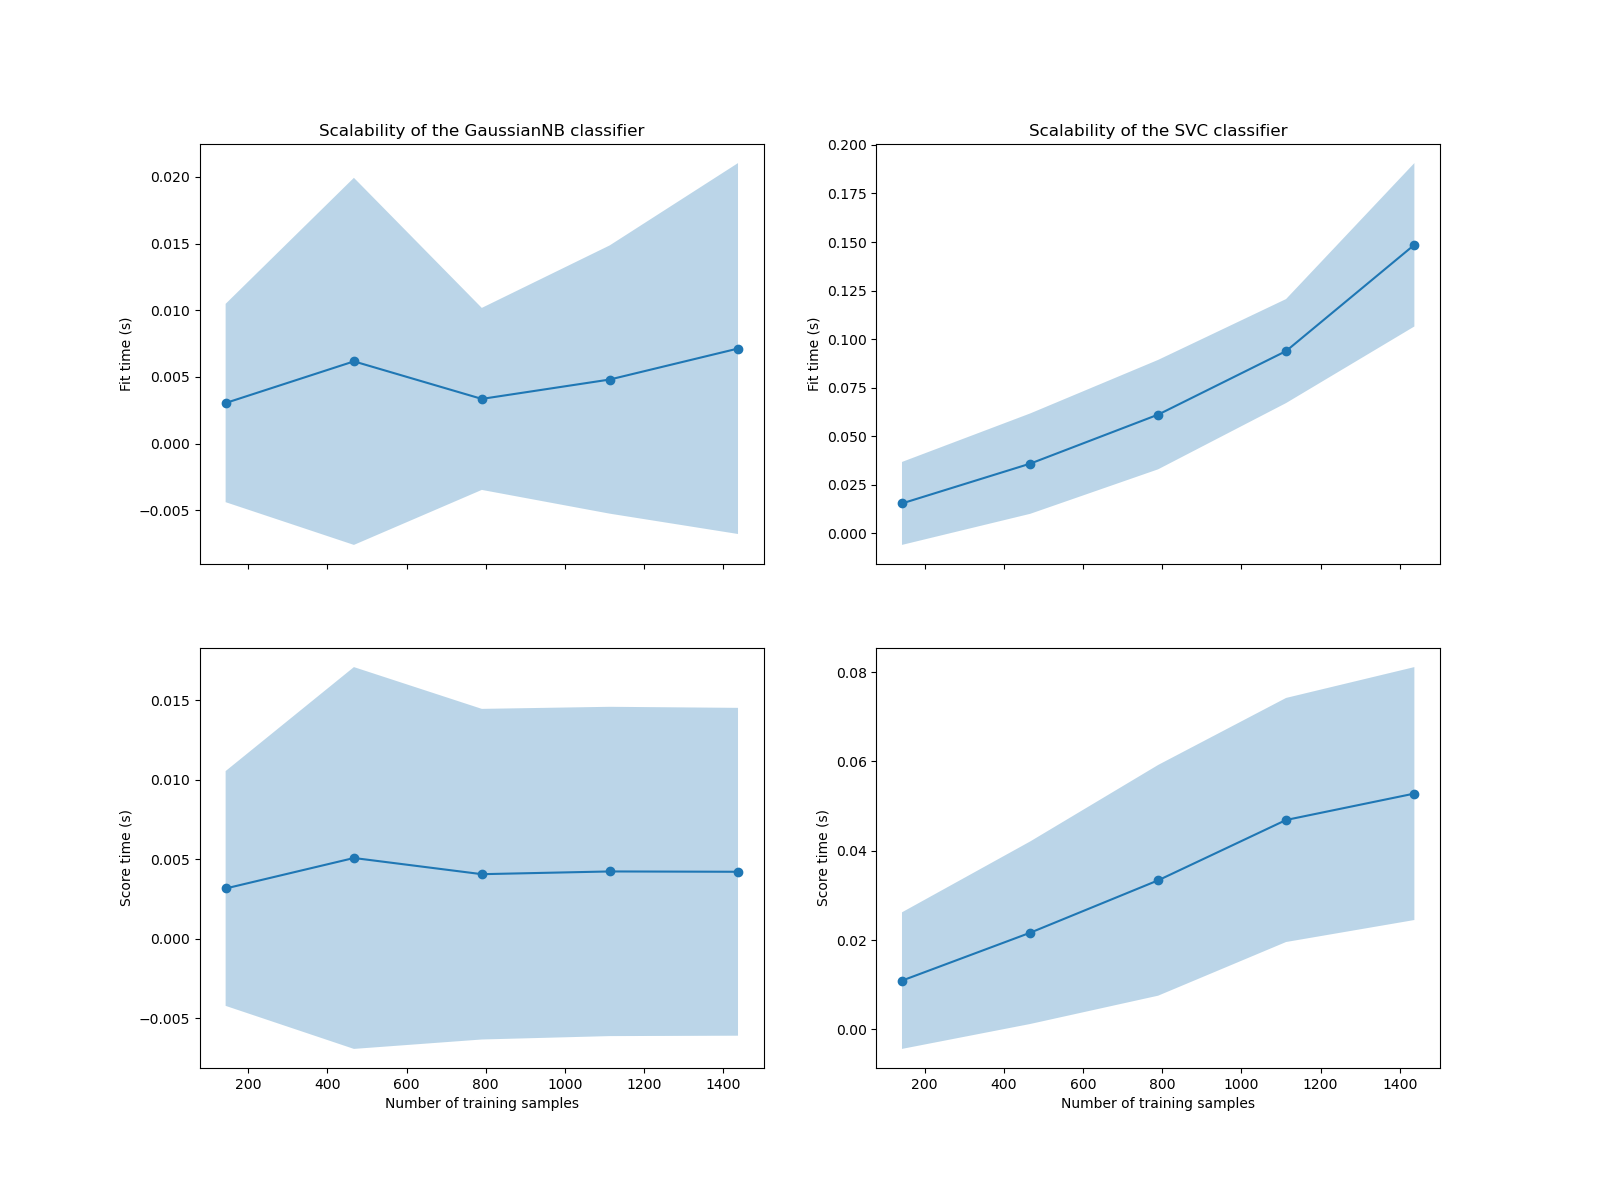 Scalability of the GaussianNB classifier
Fit time (s)
0.020
0.015
0.010
0.005
0.000
−0.005
Scalability of the SVC classifier
Fit time (s)
0.200
0.175
0.150
0.125
0.100
0.075
0.050
0.025
0.000
Score time (s)
0.015
0.010
0.005
0.000
−0.005
200 400 600 800 1000 1200 1400
Number of training samples
Score time (s)
0.08
0.06
0.04
0.02
0.00
200 400 600 800 1000 1200 1400
Number of training samples